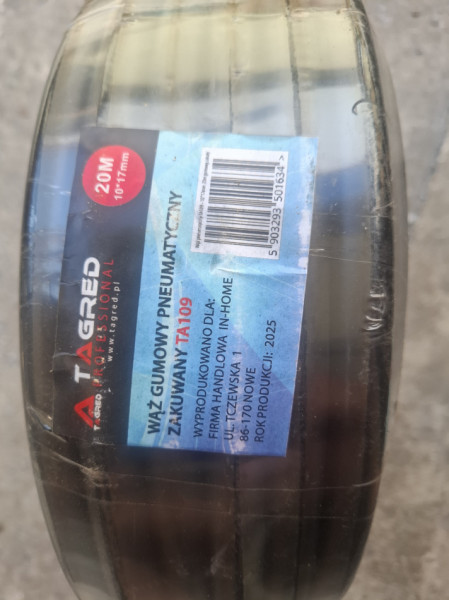 20M
10*17mm
TAGRED
PROFESSIONAL
www.tagred.pl
TAGRED
WĄŻ GUMOWY PNEUMATYCZNY
ZAKUWANY TA109
WYPRODUKOWANO DLA:
FIRMA HANDLOWA IN-HOME
UL.TCZEWSKA 1
86-170 NOWE
ROK PRODUKCJI: 2025
5 903293 501634 >